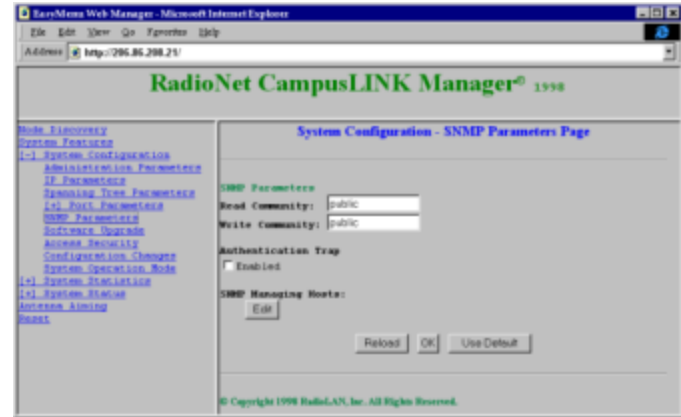 EasyMenu Web Manager - Microsoft Internet Explorer
File Edit View Go Favorites Help
Address http://206.86.208.21/
RadioNet CampusLINK Manager© 1998
Node Discovery
System Features
[-] System Configuration
Administration Parameters
IP Parameters
Spanning Tree Parameters
[+] Port Parameters
SNMP Parameters
Software Upgrade
Access Security
Configuration Changes
System Operation Mode
[+] System Statistics
[+] System Status
Antenna Aiming
Reset
System Configuration - SNMP Parameters Page
SNMP Parameters
Read Community: public
Write Community: public
Authentication Trap
Enabled
SNMP Managing Hosts:
Edit
Reload OK Use Default
© Copyright 1998 RadioLAN, Inc. All Rights Reserved.